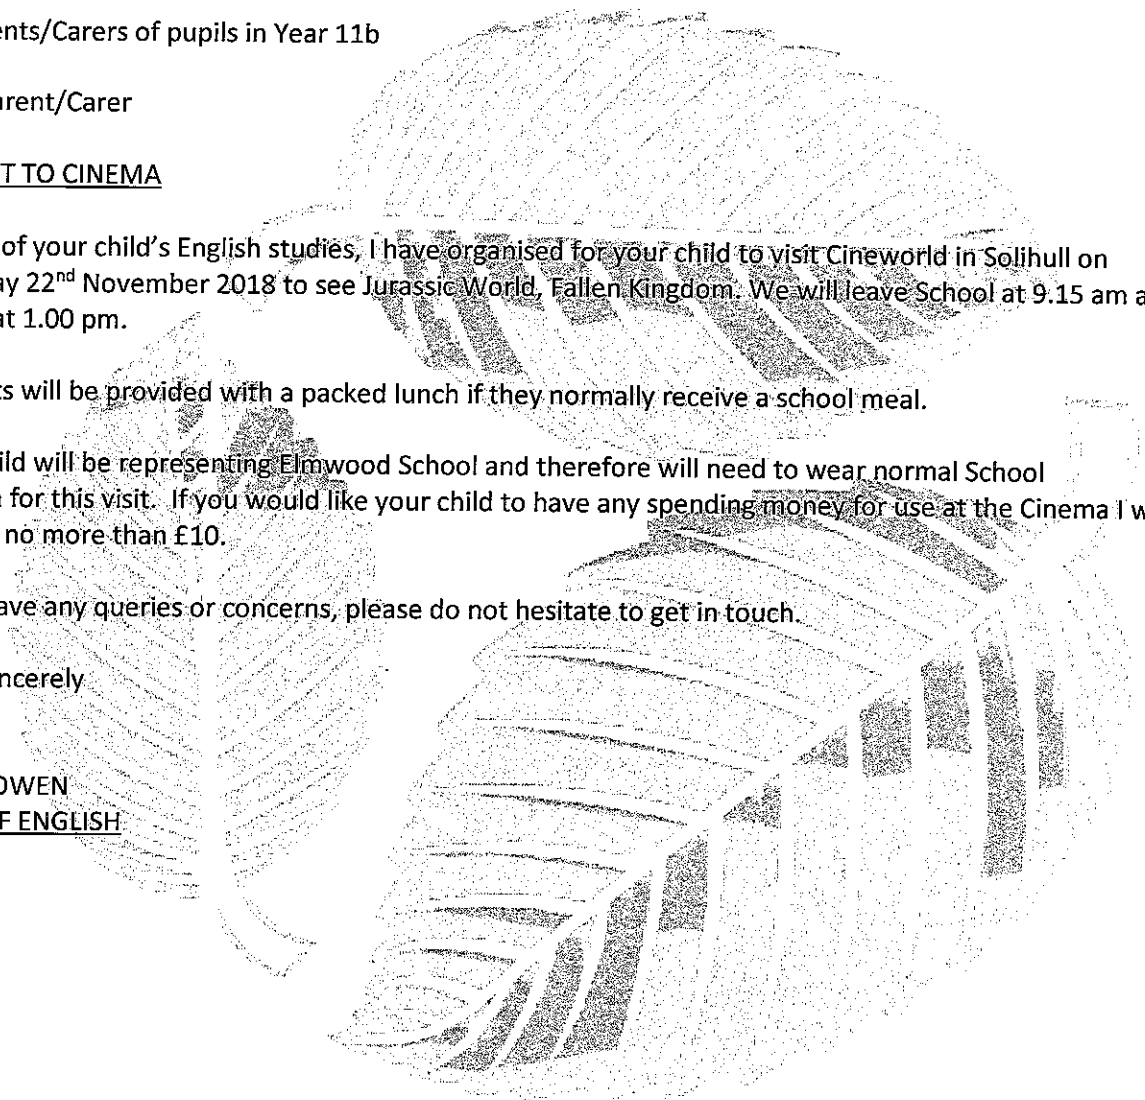 ents/Carers of pupils in Year 11b
arent/Carer
T TO CINEMA
of your child's English studies, I have organised for your child to visit Cineworld in Solihull on
ay 22nd November 2018 to see Jurassic World, Fallen Kingdom. We will leave School at 9.15 am a
at 1.00 pm.
ts will be provided with a packed lunch if they normally receive a school meal.
ild will be representing Elmwood School and therefore will need to wear normal School
for this visit. If you would like your child to have any spending money for use at the Cinema I w
no more than £10.
ave any queries or concerns, please do not hesitate to get in touch.
ncerely
OWEN
F ENGLISH